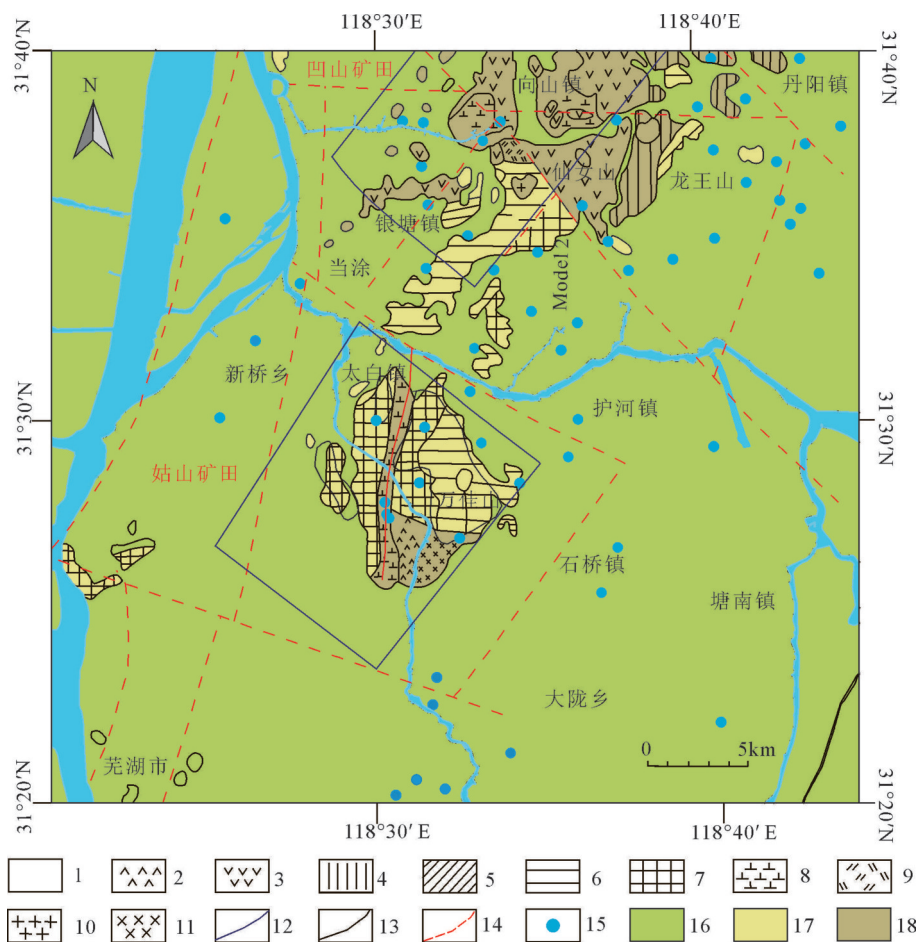 118°30′E 118°40′E
31°40′N 31°40′N
凹山矿田 向山镇 丹阳镇
N
仙女山 龙王山
银塘镇
当涂 Model 2
新桥乡 太白镇
护河镇
31°30′N 31°30′N
姑山矿田 万佳山
石桥镇
塘南镇
大陇乡
0 5km
芜湖市
31°20′N 31°20′N
118°30′E 118°40′E
1 2 3 4 5 6 7 8 9
10 11 12 13 14 15 16 17 18